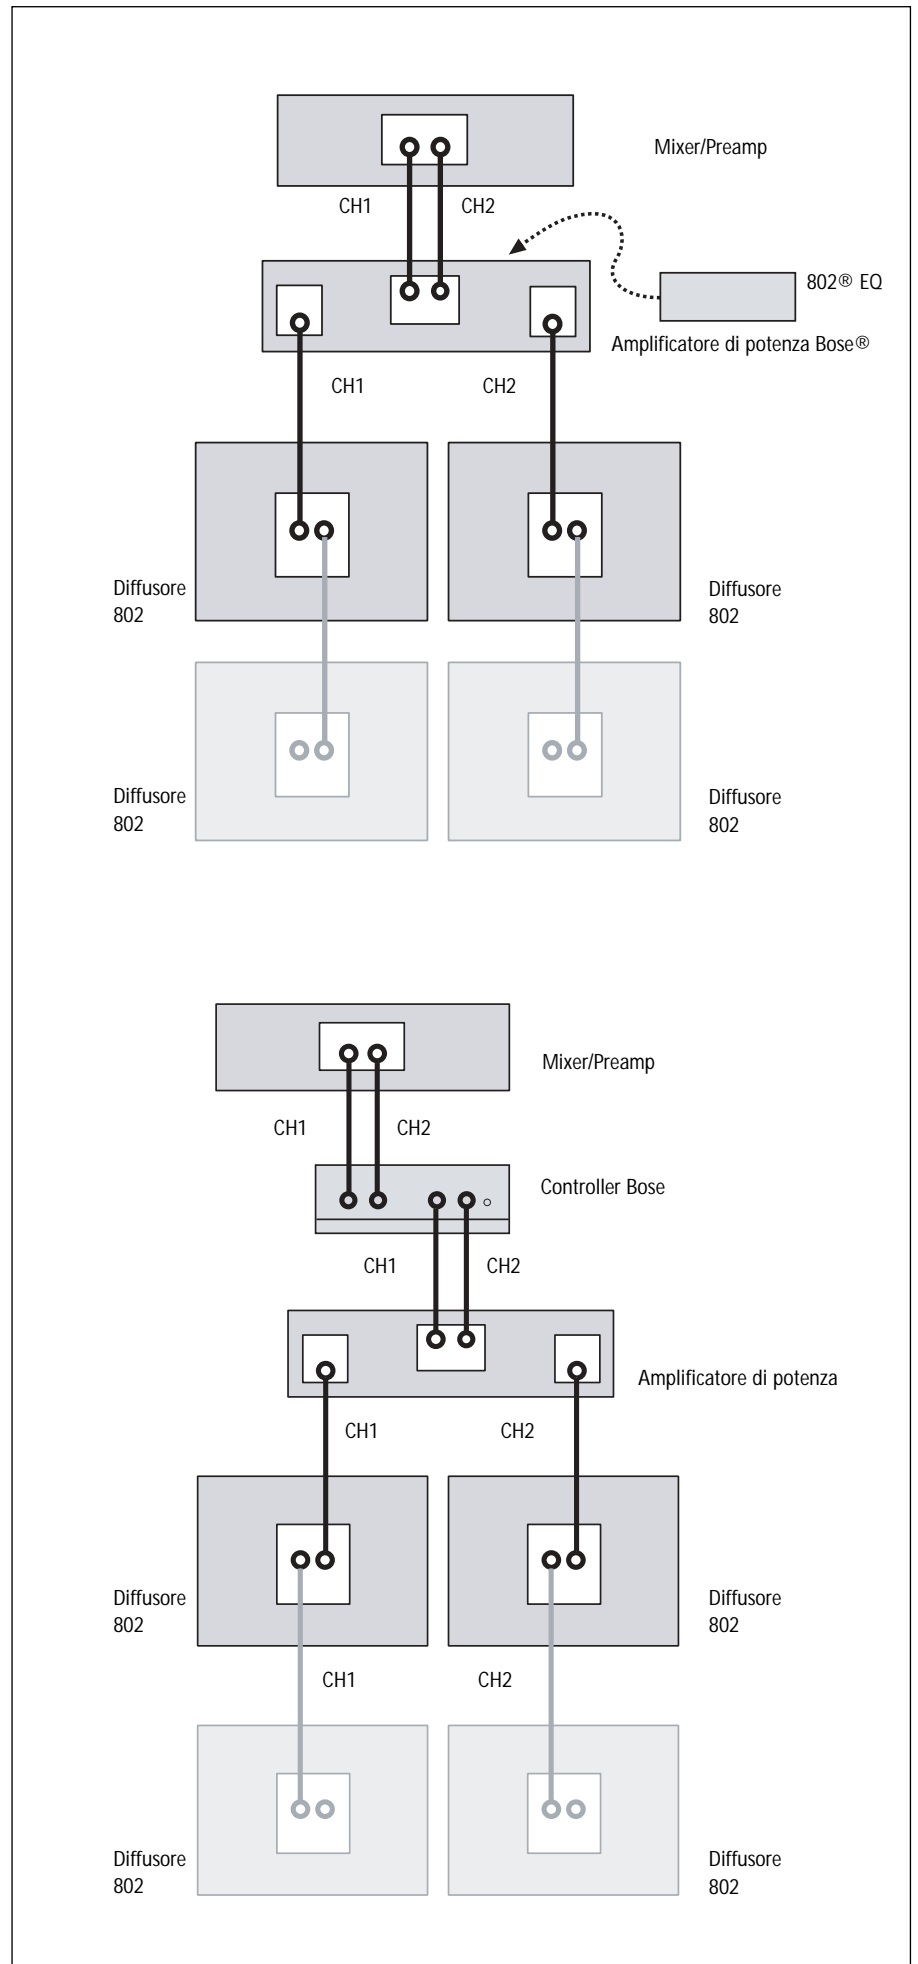 Mixer/Preamp
CH1 CH2
802® EQ
Amplificatore di potenza Bose®
CH1 CH2
Diffusore
802
Diffusore
802
Diffusore
802
Diffusore
802
Mixer/Preamp
CH1 CH2
Controller Bose
CH1 CH2
Amplificatore di potenza
CH1 CH2
Diffusore
802
Diffusore
802
CH1 CH2
Diffusore
802
Diffusore
802